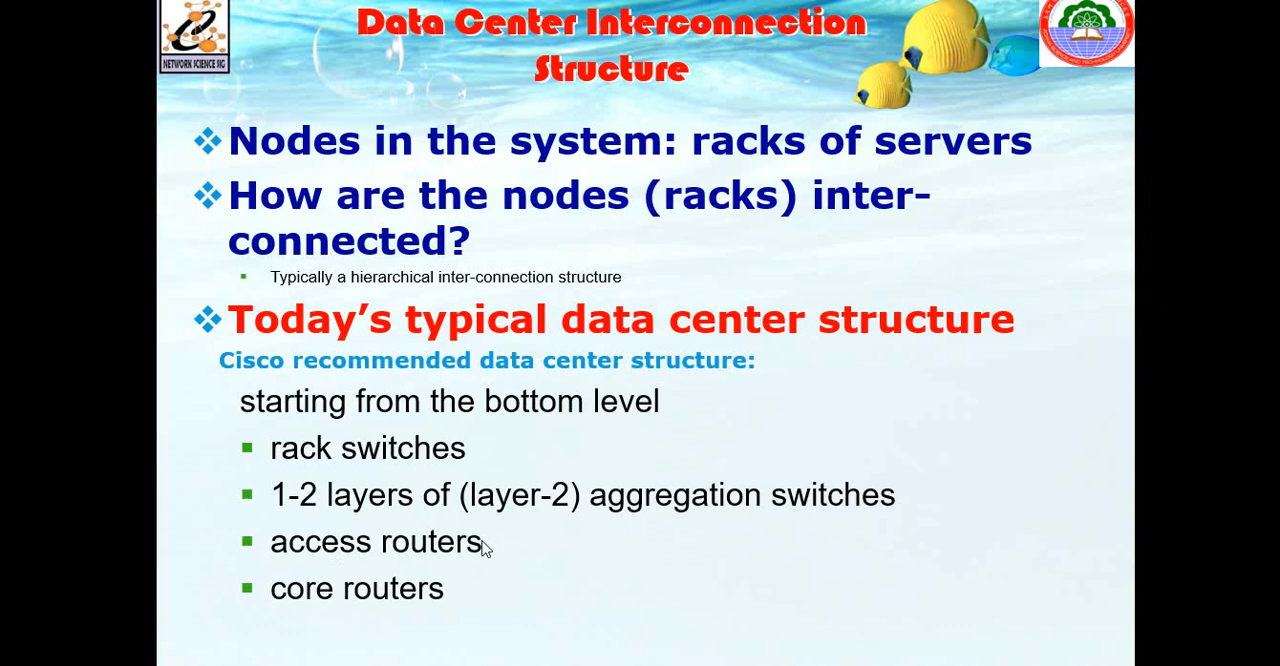 Data Center Interconnection
Structure
NETWORK SCIENCE SIG
Nodes in the system: racks of servers
How are the nodes (racks) inter-
connected?
Typically a hierarchical inter-connection structure
Today’s typical data center structure
Cisco recommended data center structure:
starting from the bottom level
rack switches
1-2 layers of (layer-2) aggregation switches
access routers
core routers